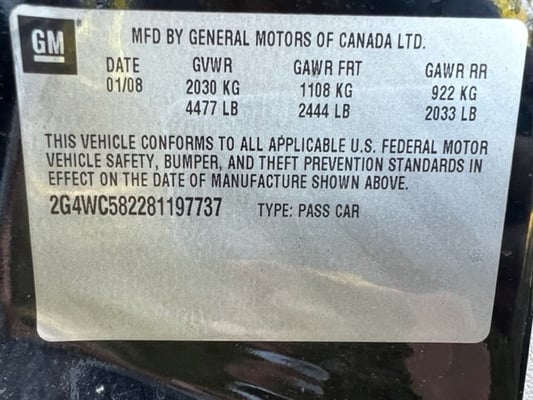 GM MFD BY GENERAL MOTORS OF CANADA LTD.
DATE GVWR GAWR FRT GAWR RR
01/08 2030 KG 1108 KG 922 KG
4477 LB 2444 LB 2033 LB
THIS VEHICLE CONFORMS TO ALL APPLICABLE U.S. FEDERAL MOTOR
VEHICLE SAFETY, BUMPER, AND THEFT PREVENTION STANDARDS IN
EFFECT ON THE DATE OF MANUFACTURE SHOWN ABOVE.
2G4WC582281197737 TYPE: PASS CAR